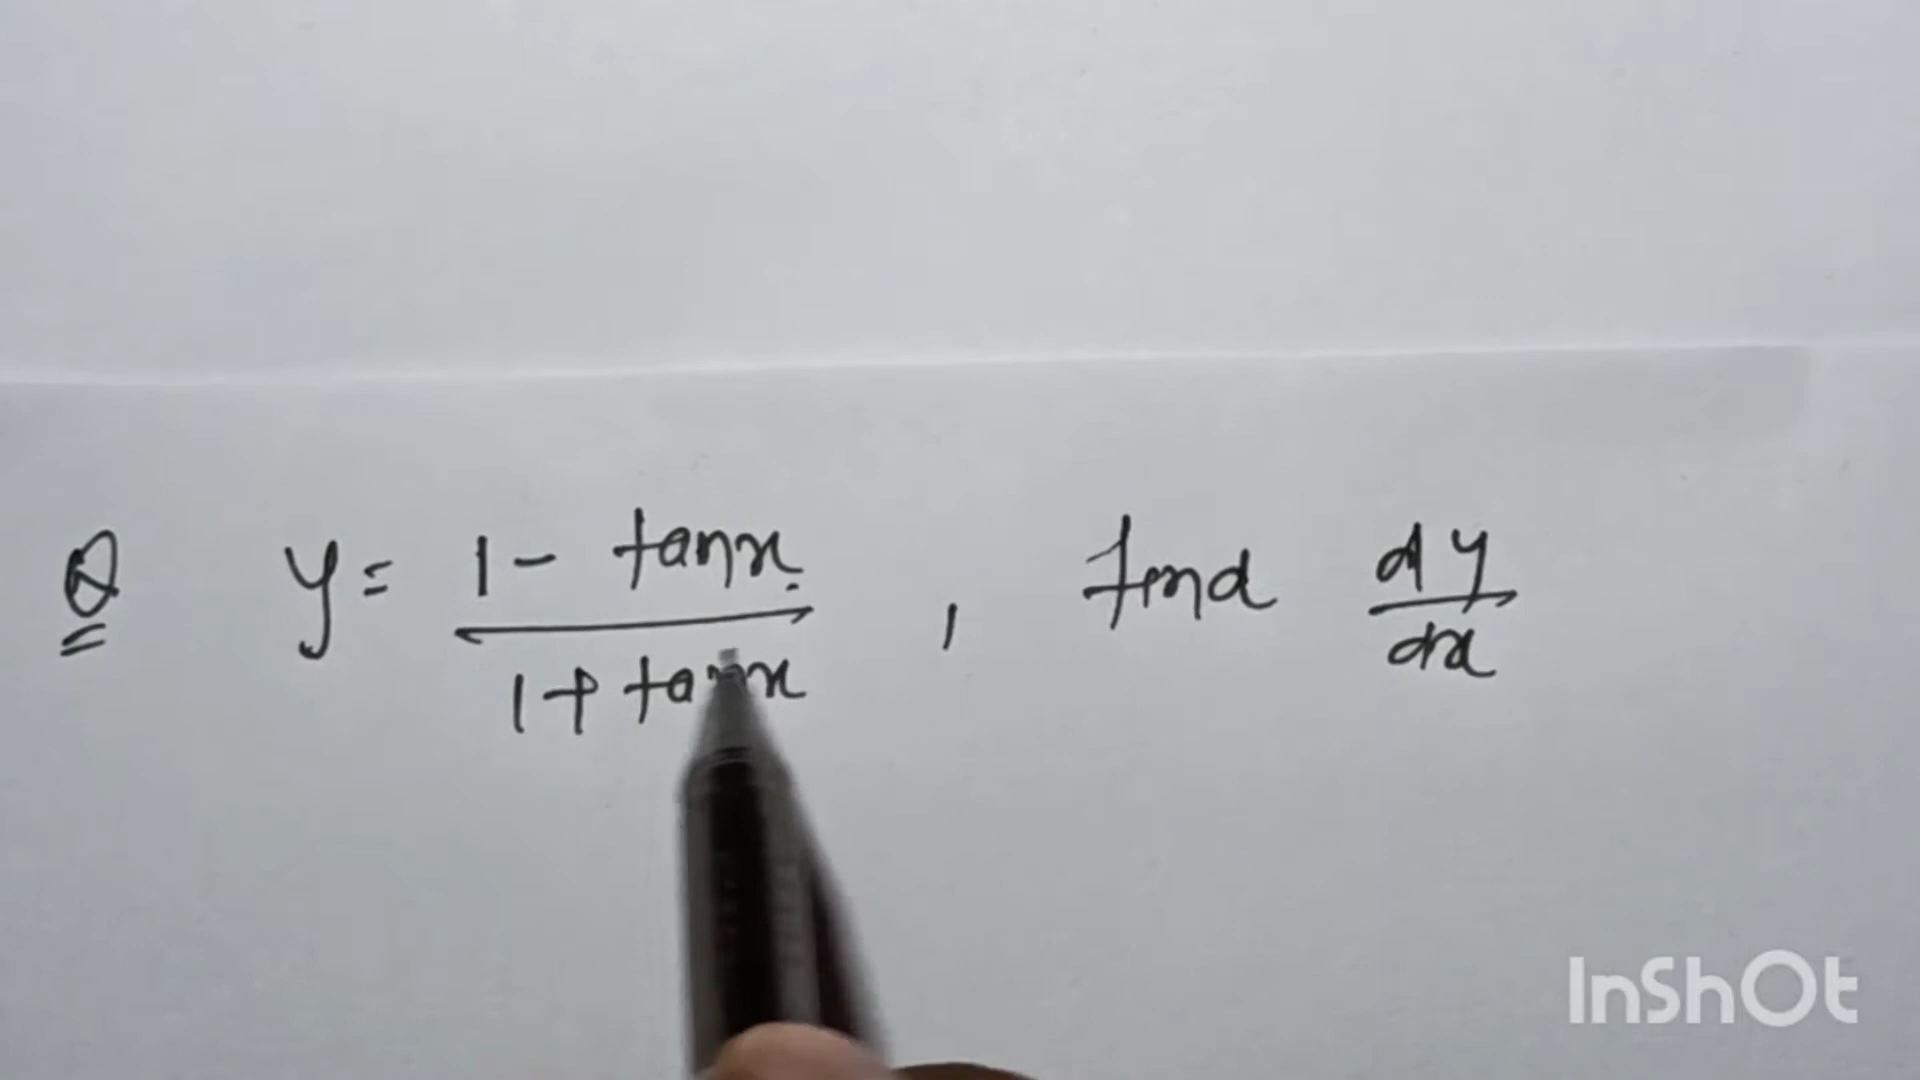 Q y = 1 - tanx / 1 + tanx , find dy/dx
InShOt